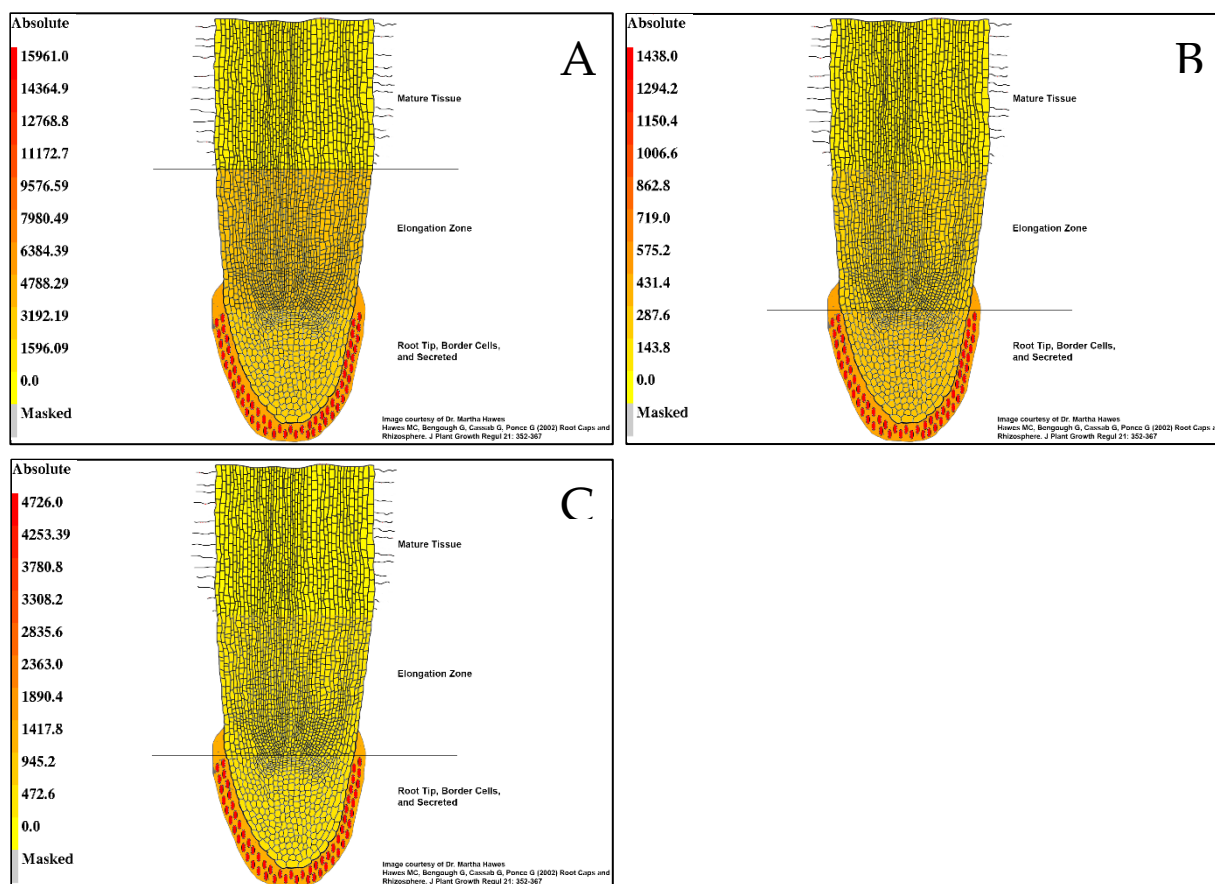 Absolute
15961.0
14364.9
12768.8
11172.7
9576.59
7980.49
6384.39
4788.29
3192.19
1596.09
0.0
Masked
A
Mature Tissue
Elongation Zone
Root Tip, Border Cells,
and Secreted
Image courtesy of Dr. Martha Hawes
Hawes MC, Bengough G, Cassab G, Ponce G (2002) Root Caps and
Rhizosphere. J Plant Growth Regul 21: 352-367
Absolute
1438.0
1294.2
1150.4
1006.6
862.8
719.0
575.2
431.4
287.6
143.8
0.0
Masked
B
Mature Tissue
Elongation Zone
Root Tip, Border Cells,
and Secreted
Image courtesy of Dr. Martha Hawes
Hawes MC, Bengough G, Cassab G, Ponce G (2002) Root Caps a
Rhizosphere. J Plant Growth Regul 21: 352-367
Absolute
4726.0
4253.39
3780.8
3308.2
2835.6
2363.0
1890.4
1417.8
945.2
472.6
0.0
Masked
C
Mature Tissue
Elongation Zone
Root Tip, Border Cells,
and Secreted
Image courtesy of Dr. Martha Hawes
Hawes MC, Bengough G, Cassab G, Ponce G (2002) Root Caps and
Rhizosphere. J Plant Growth Regul 21: 352-367